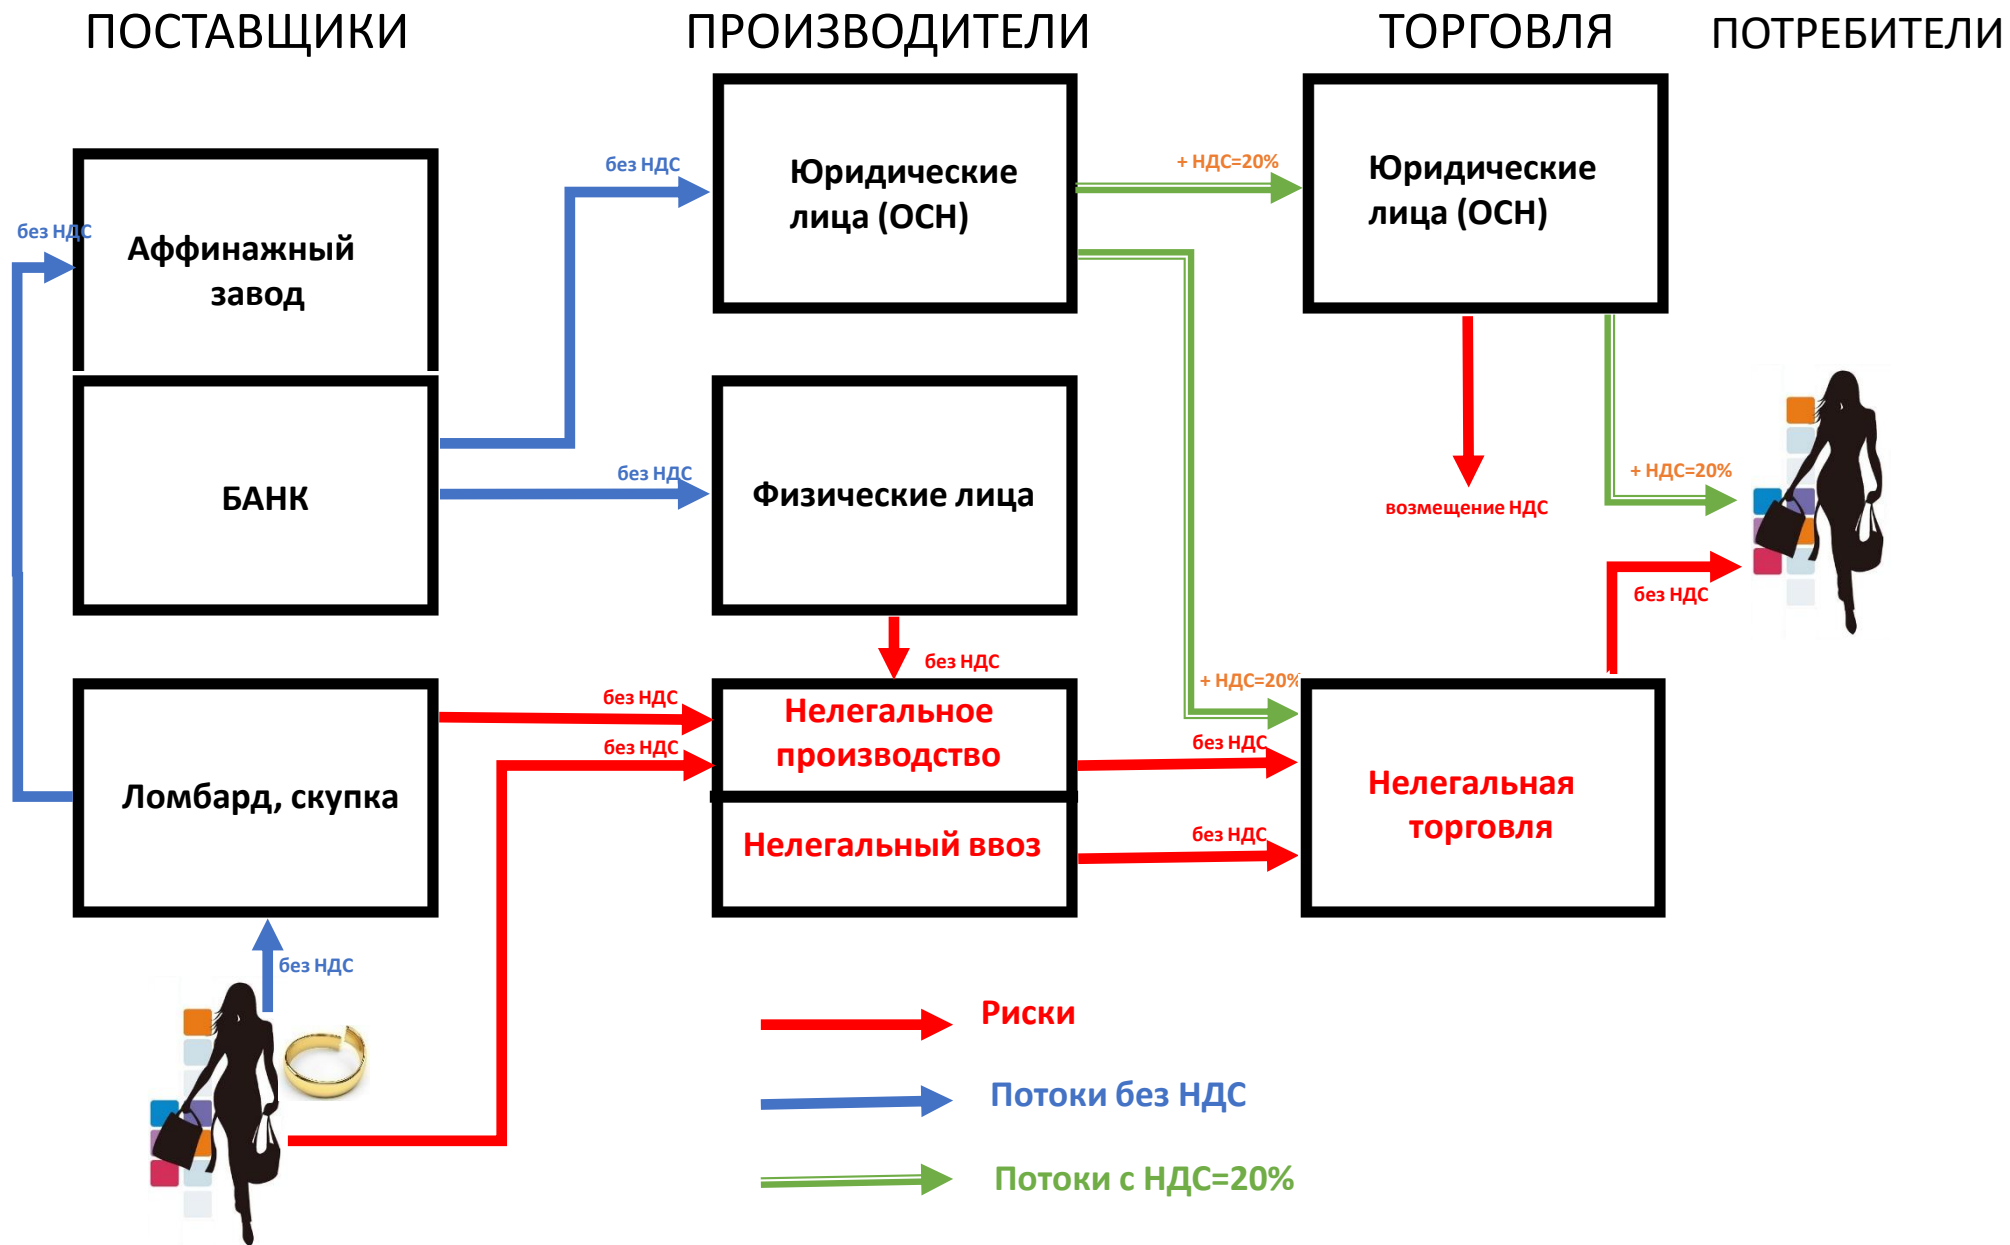 ПОСТАВЩИКИ
ПРОИЗВОДИТЕЛИ
ТОРГОВЛЯ
ПОТРЕБИТЕЛИ
без НДС
Аффинажный
завод
БАНК
без НДС
без НДС
Юридические
лица (ОСН)
Физические лица
+ НДС=20%
Юридические
лица (ОСН)
возмещение НДС
+ НДС=20%
без НДС
без НДС
Ломбард, скупка
без НДС
без НДС
Нелегальное
производство
Нелегальный ввоз
+ НДС=20%
без НДС
без НДС
Нелегальная
торговля
без НДС
Риски
Потоки без НДС
Потоки с НДС=20%